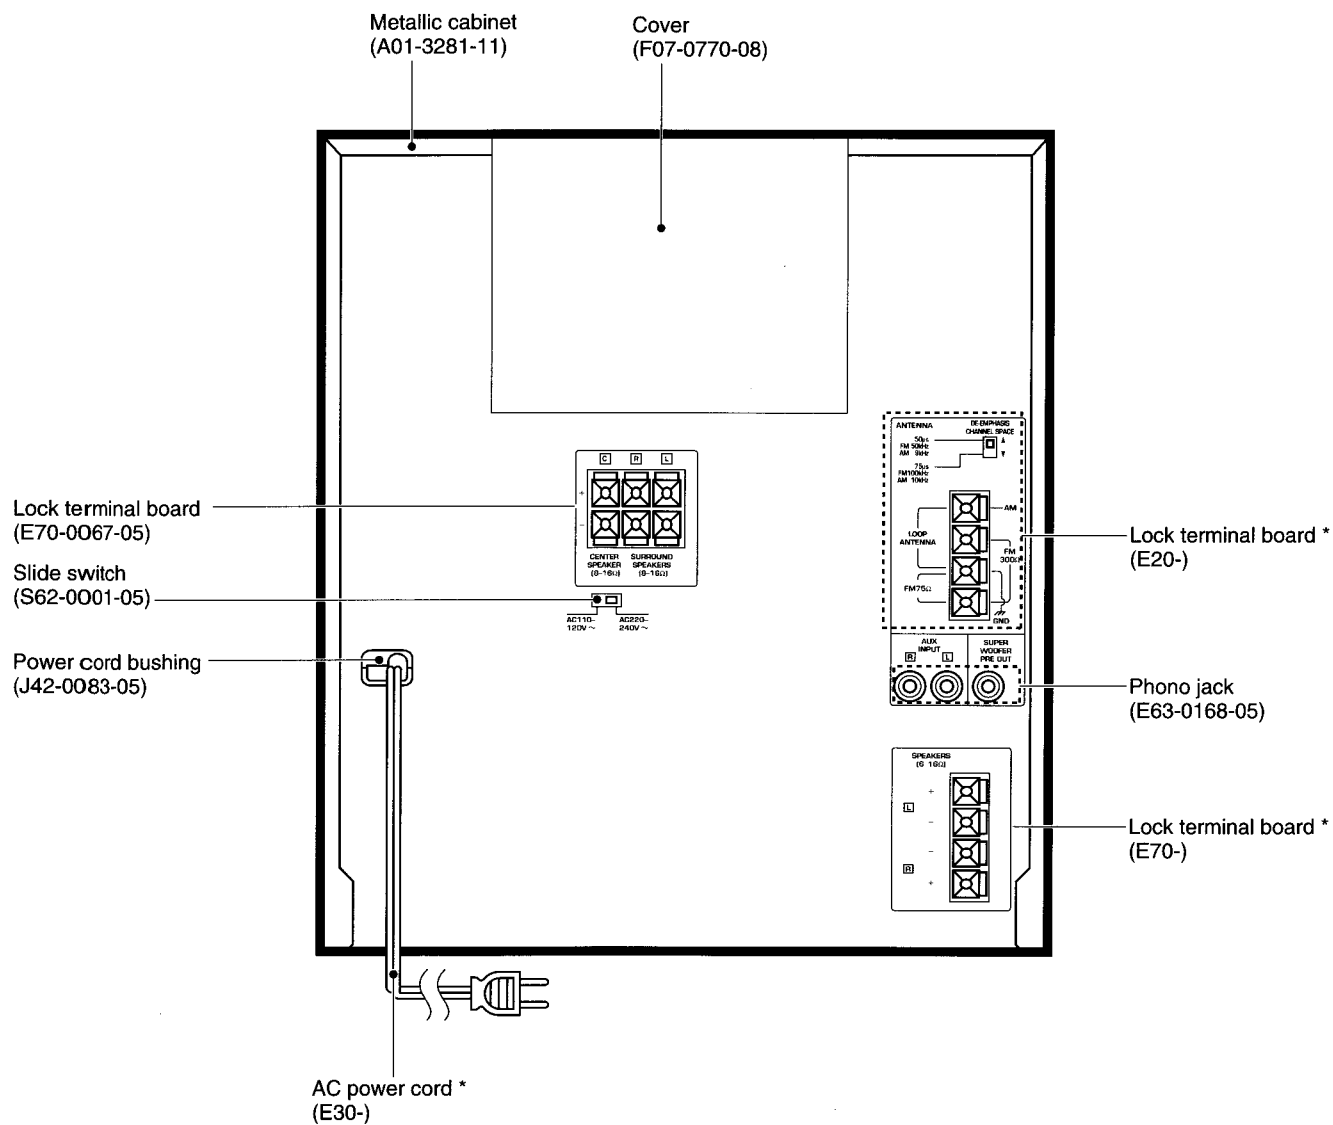 Metallic cabinet
(A01-3281-11)
Cover
(F07-0770-08)
ANTENNA
DE-EMPHASIS
CHANNEL SPACE
50µs
FM 50kHz
AM 9kHz
75µs
FM100kHz
AM 10kHz
AM
LOOP
ANTENNA
FM
300Ω
FM75Ω
GND
C R L
+
−
CENTER
SPEAKER
(8-16Ω)
SURROUND
SPEAKERS
(8-16Ω)
AC110-
120V ~
AC220-
240V ~
Lock terminal board
(E70-0067-05)
Slide switch
(S62-0001-05)
Power cord bushing
(J42-0083-05)
Lock terminal board *
(E20-)
AUX
INPUT
R L
SUPER
WOOFER
PRE OUT
Phono jack
(E63-0168-05)
SPEAKERS
(6-16Ω)
+
L
−
−
R
+
Lock terminal board *
(E70-)
AC power cord *
(E30-)